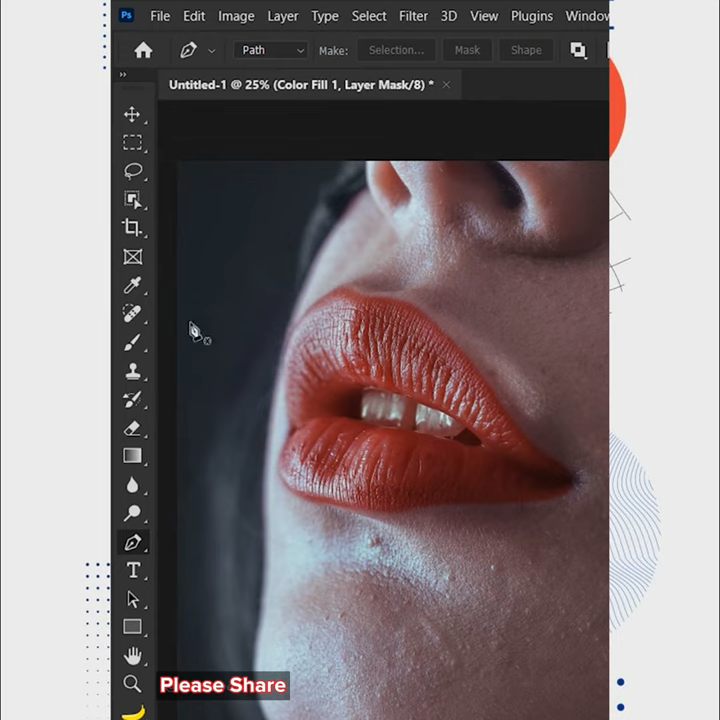 Ps File Edit Image Layer Type Select Filter 3D View Plugins Window
Path Make: Selection... Mask Shape
Untitled-1 @ 25% (Color Fill 1, Layer Mask/8) * ×
T
Please Share